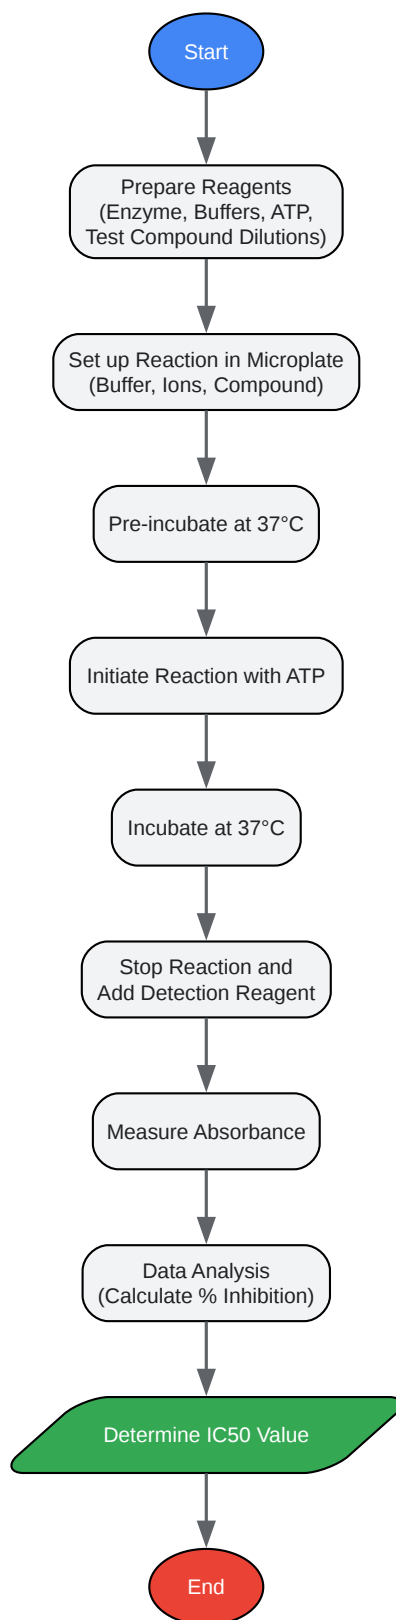 Start
Prepare Reagents
(Enzyme, Buffers, ATP,
Test Compound Dilutions)
Set up Reaction in Microplate
(Buffer, Ions, Compound)
Pre-incubate at 37°C
Initiate Reaction with ATP
Incubate at 37°C
Stop Reaction and
Add Detection Reagent
Measure Absorbance
Data Analysis
(Calculate % Inhibition)
Determine IC50 Value
End